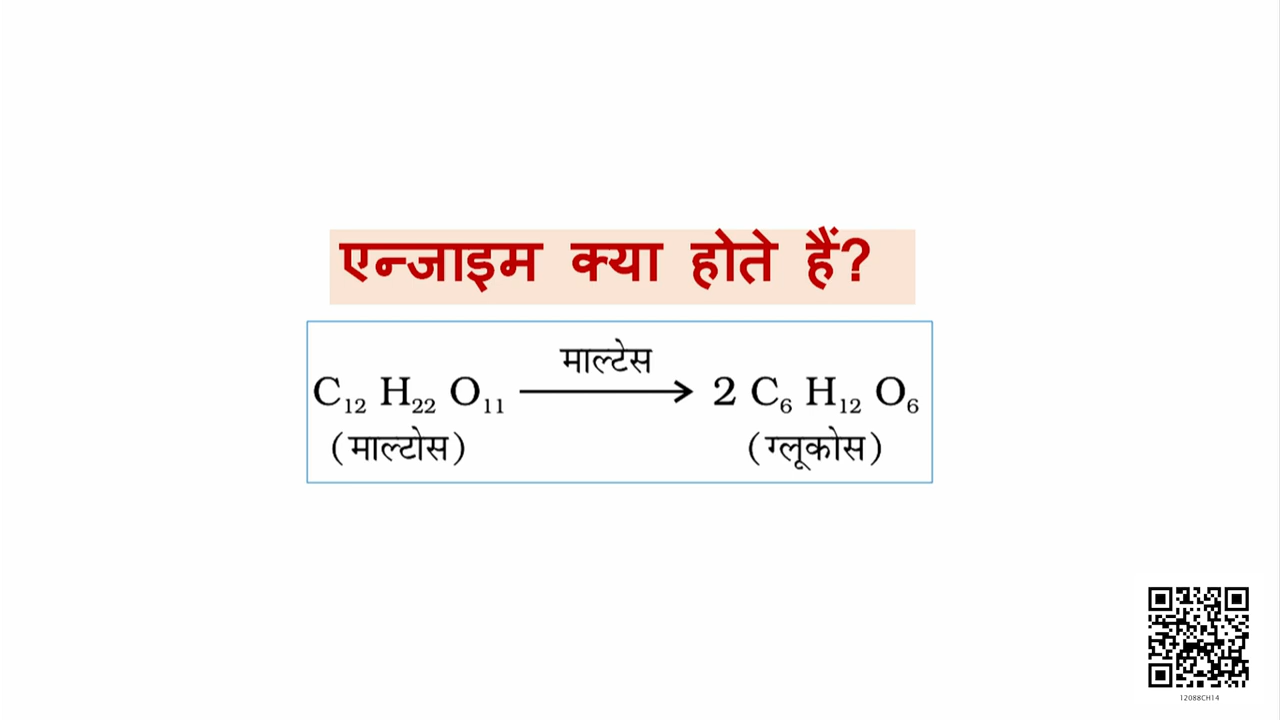 एन्जाइम क्या होते हैं?
माल्टेस
C₁₂ H₂₂ O₁₁ ⟶ 2 C₆ H₁₂ O₆
(माल्टोस) (ग्लूकोस)
12088CH14